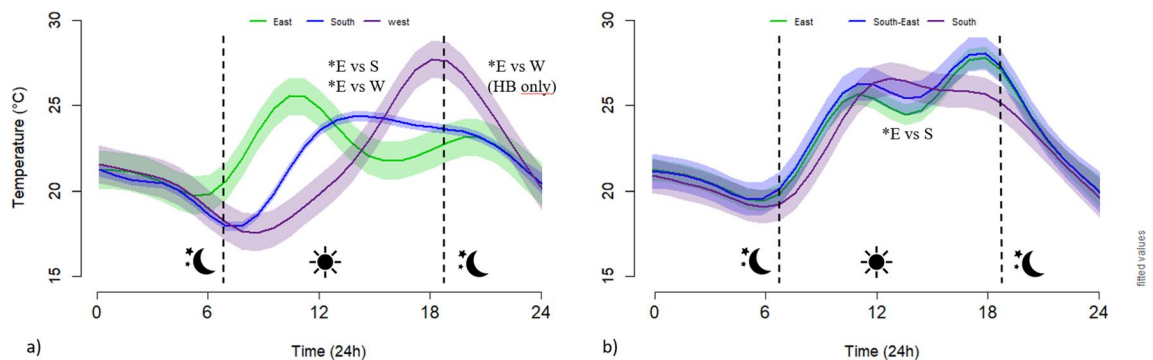 30
25
20
15
Temperature (°C)
East South west
*E vs S
*E vs W
*E vs W
(HB only)
0 6 12 18 24
Time (24h)
a)
30
25
20
15
East South-East South
*E vs S
0 6 12 18 24
Time (24h)
b)
fitted values